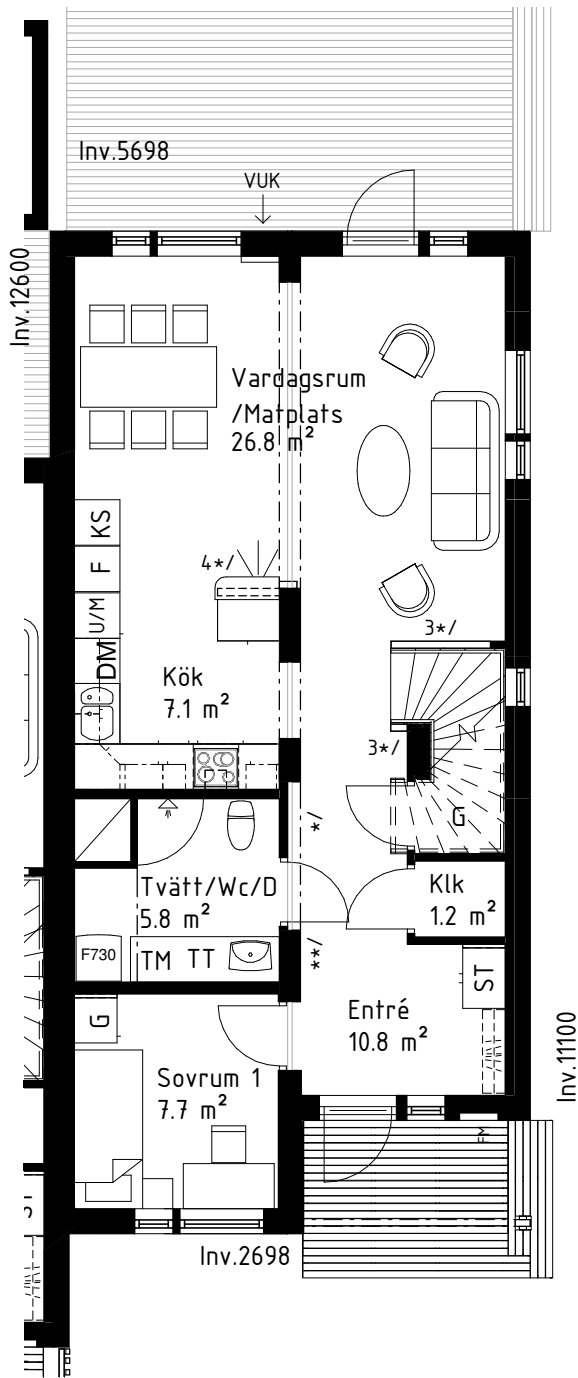 Inv.5698
VUK
Inv.12600
Vardagsrum
/Matplats
26.8 m²
KS
F
U/M
DM
4*/
3*/
Kök
7.1 m²
3*/
G
*/
Tvätt/Wc/D
5.8 m²
Klk
1.2 m²
F730
TM TT
**/
ST
G
Entré
10.8 m²
Inv.11100
Sovrum 1
7.7 m²
FM
ST
Inv.2698